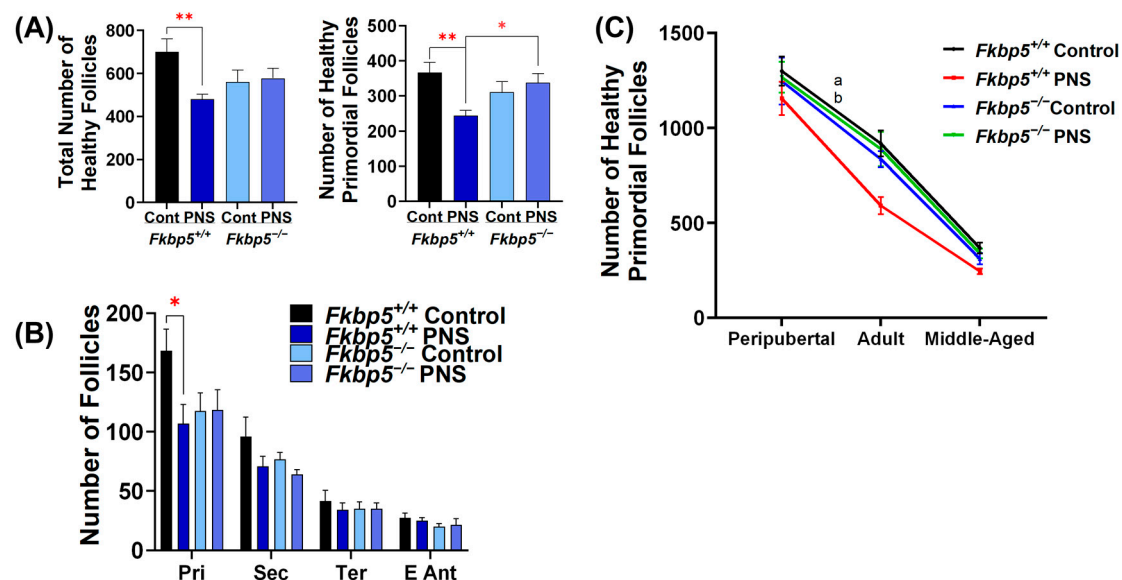 (A)
Total Number of
Healthy Follicles
800
600
400
200
0
**
Cont PNS Cont PNS
Fkbp5+/+ Fkbp5−/−
Number of Healthy
Primordial Follicles
500
400
300
200
100
0
**
*
Cont PNS Cont PNS
Fkbp5+/+ Fkbp5−/−
(B)
Number of Follicles
200
150
100
50
0
*
Fkbp5+/+ Control
Fkbp5+/+ PNS
Fkbp5−/− Control
Fkbp5−/− PNS
Pri Sec Ter E Ant
(C)
Number of Healthy
Primordial Follicles
1500
1000
500
0
a
b
Fkbp5+/+ Control
Fkbp5+/+ PNS
Fkbp5−/− Control
Fkbp5−/− PNS
Peripubertal Adult Middle-Aged